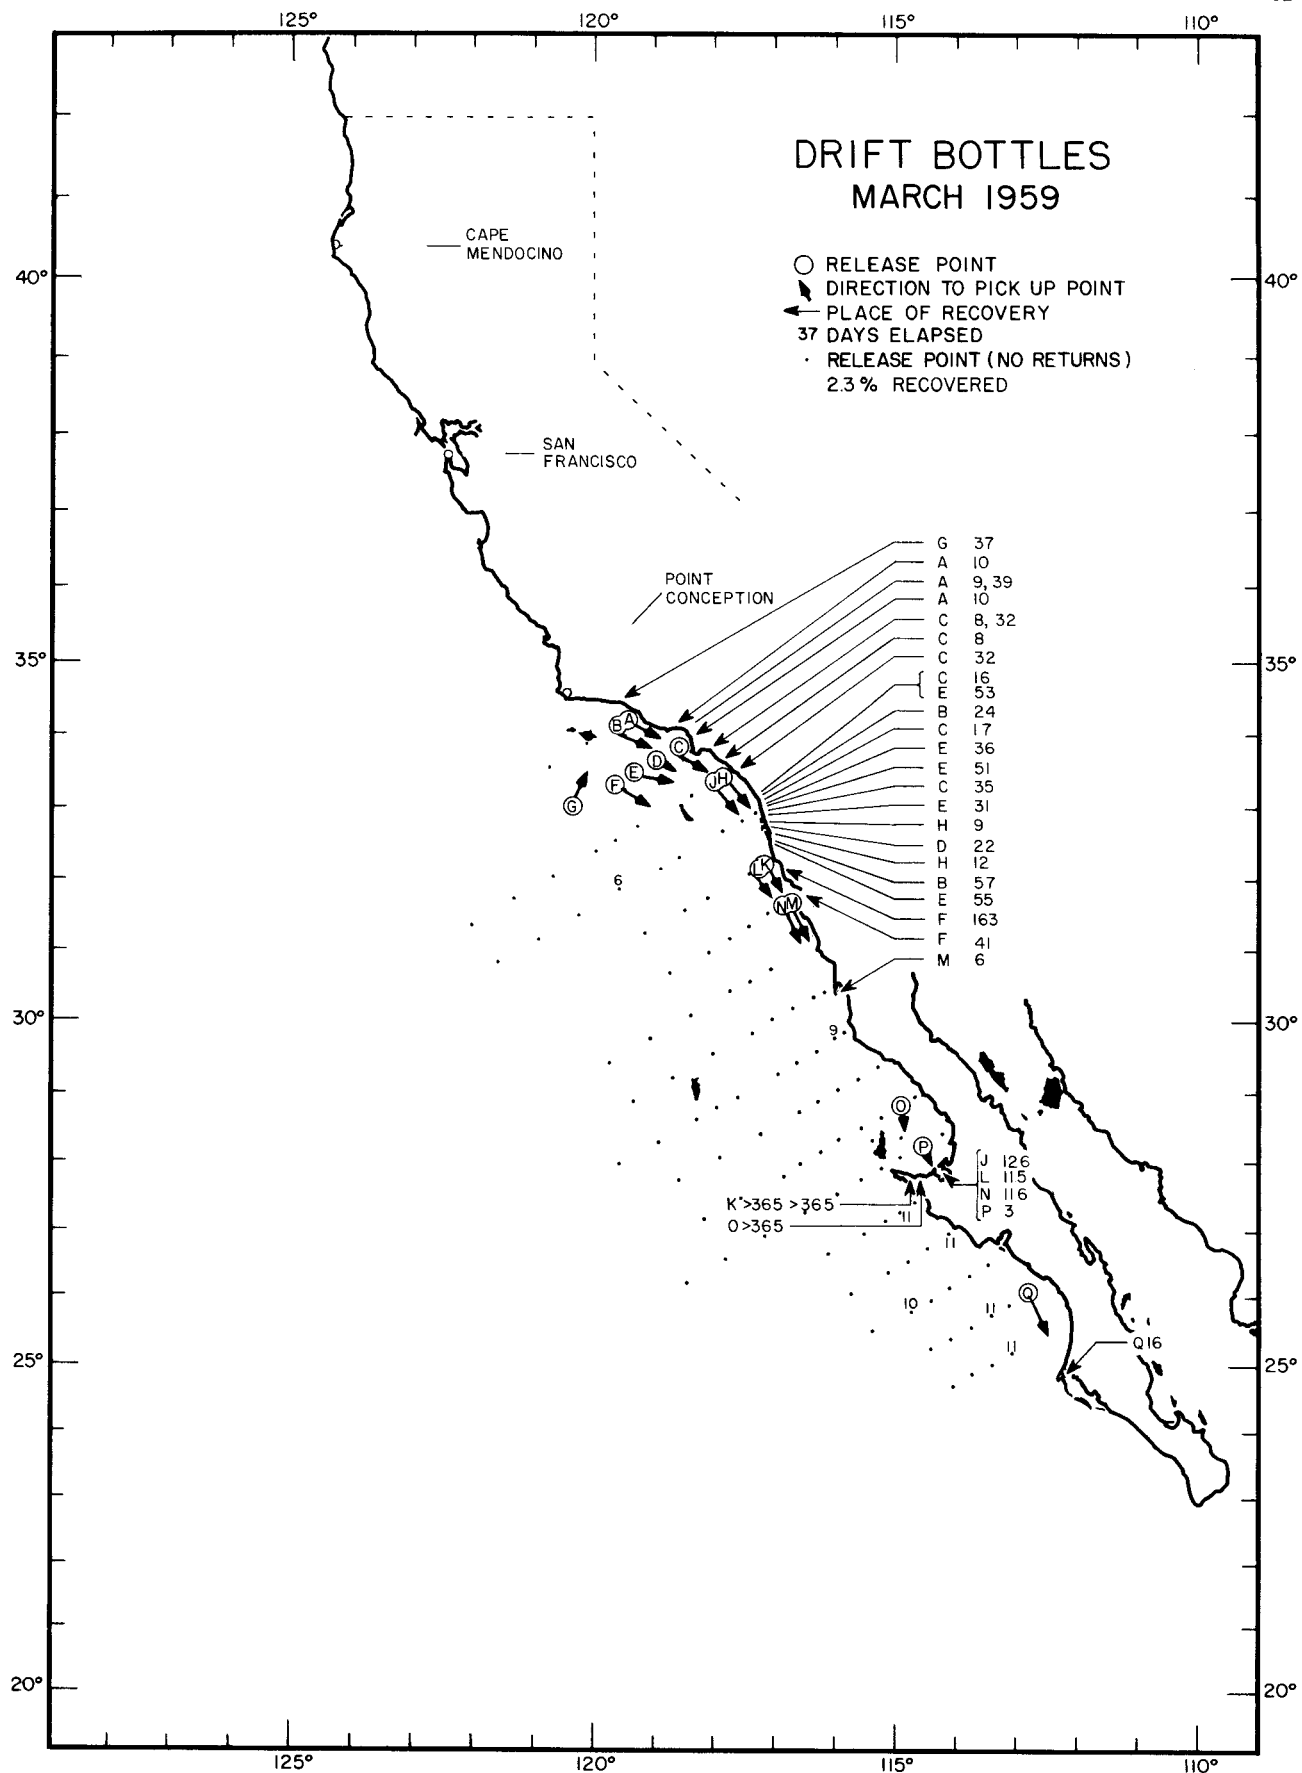 125° 120° 115° 110°
DRIFT BOTTLES
MARCH 1959
RELEASE POINT
DIRECTION TO PICK UP POINT
PLACE OF RECOVERY
37 DAYS ELAPSED
RELEASE POINT (NO RETURNS)
2.3 % RECOVERED
CAPE
MENDOCINO
40° 40°
SAN
FRANCISCO
POINT
CONCEPTION
G 37
A 10
A 9, 39
A 10
C 8, 32
C 8
C 32
C 16
E 53
B 24
C 17
E 36
E 51
C 35
E 31
H 9
D 22
H 12
B 57
E 55
F 163
F 41
M 6
35° 35°
B A
C
D
E
F
G
J H
L K
N M
6
30° 30°
9
O
P
J 126
L 115
N 116
P 3
K >365 >365
O >365
11
11
Q
10
11
11
Q 16
25° 25°
20° 20°
125° 120° 115° 110°